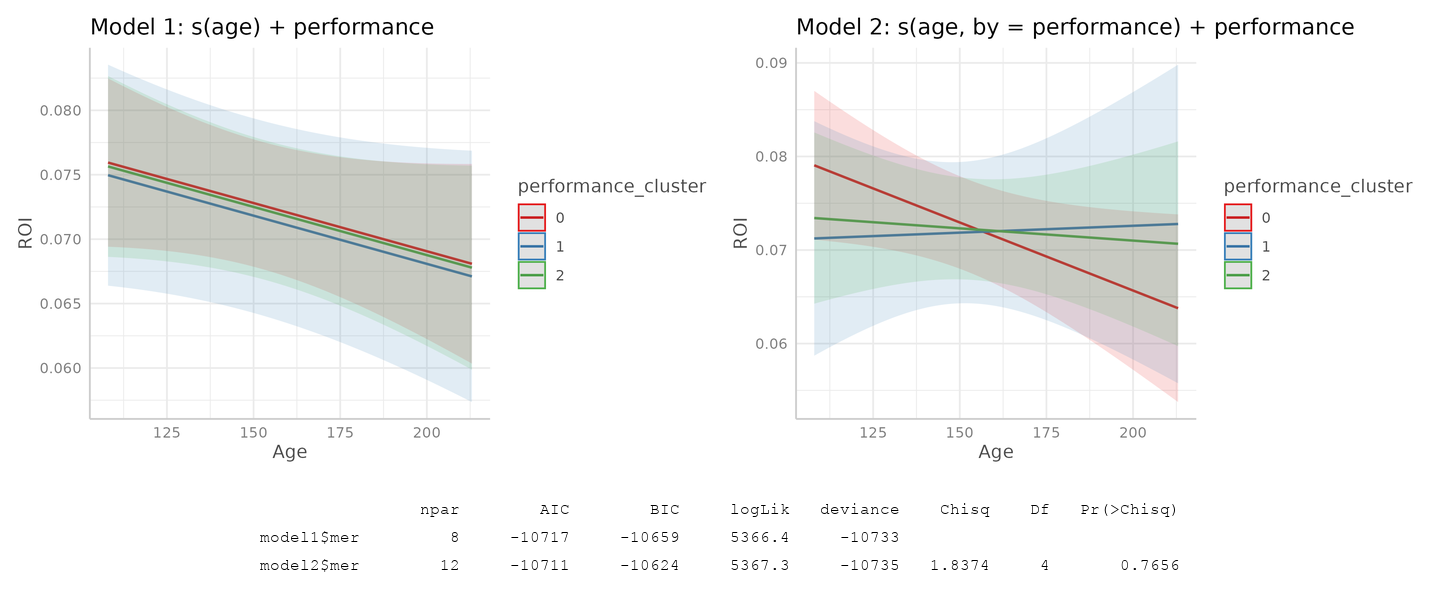 Model 1: s(age) + performance
0.080
0.075
0.070
0.065
0.060
ROI
125 150 175 200
Age
performance_cluster
0
1
2
Model 2: s(age, by = performance) + performance
0.09
0.08
0.07
0.06
ROI
125 150 175 200
Age
performance_cluster
0
1
2
npar AIC BIC logLik deviance Chisq Df Pr(>Chisq)
model1$mer 8 -10717 -10659 5366.4 -10733
model2$mer 12 -10711 -10624 5367.3 -10735 1.8374 4 0.7656